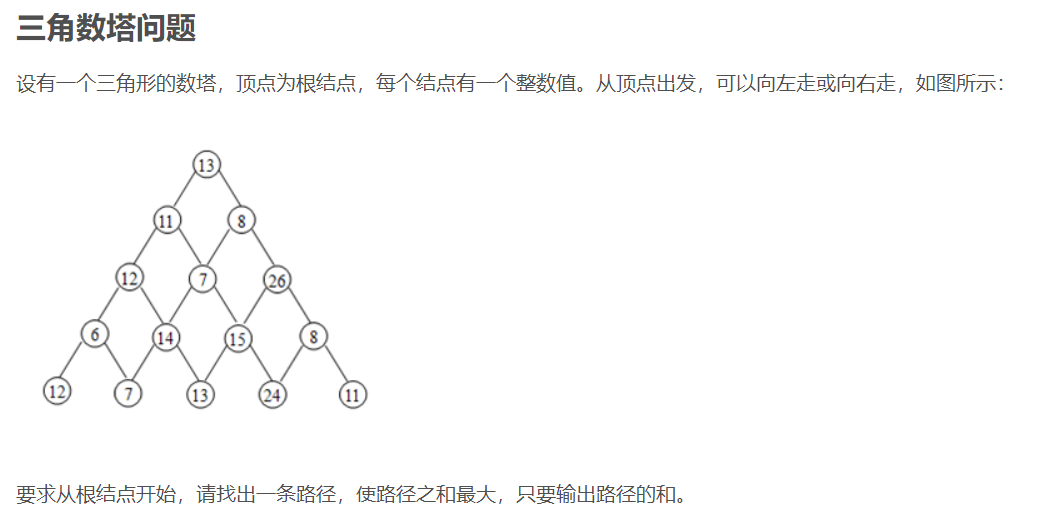 三角数塔问题
设有一个三角形的数塔，顶点为根结点，每个结点有一个整数值。从顶点出发，可以向左走或向右走，如图所示：
13
11 8
12 7 26
6 14 15 8
12 7 13 24 11
要求从根结点开始，请找出一条路径，使路径之和最大，只要输出路径的和。